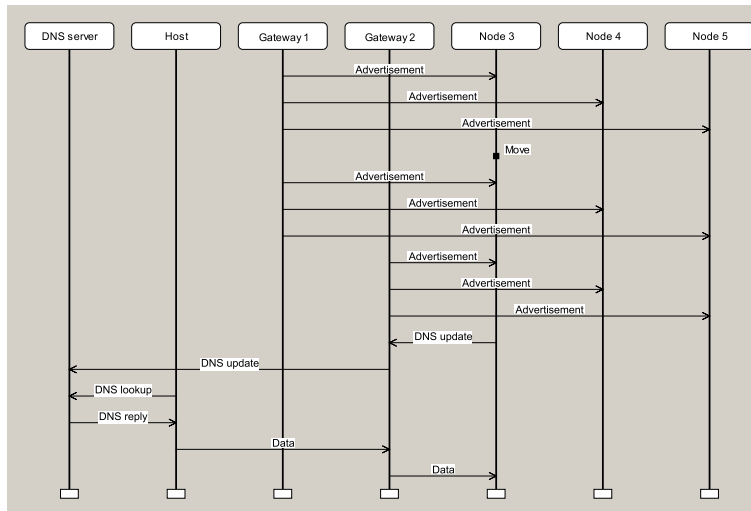 DNS server Host Gateway 1 Gateway 2 Node 3 Node 4 Node 5
Advertisement
Advertisement
Advertisement
Move
Advertisement
Advertisement
Advertisement
Advertisement
Advertisement
Advertisement
DNS update
DNS update
DNS lookup
DNS reply
Data
Data